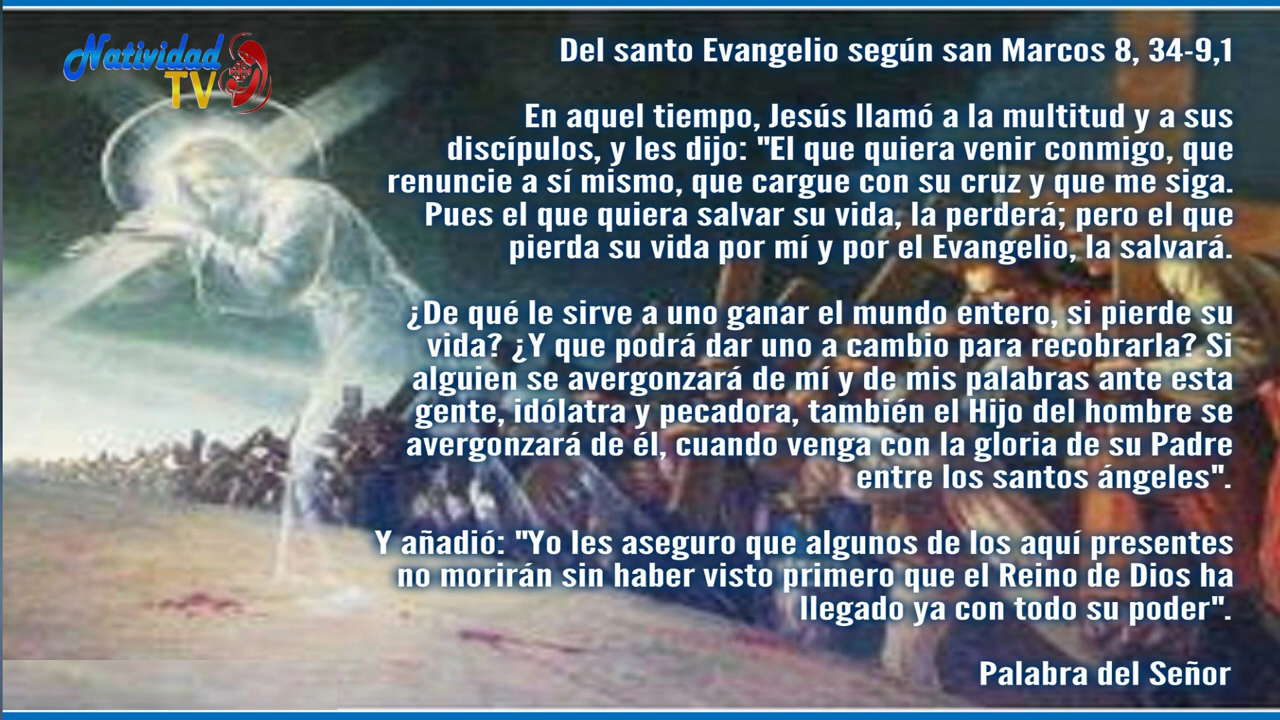 Natividad
TV
Del santo Evangelio según san Marcos 8, 34-9,1
En aquel tiempo, Jesús llamó a la multitud y a sus
discípulos, y les dijo: "El que quiera venir conmigo, que
renuncie a sí mismo, que cargue con su cruz y que me siga.
Pues el que quiera salvar su vida, la perderá; pero el que
pierda su vida por mí y por el Evangelio, la salvará.
¿De qué le sirve a uno ganar el mundo entero, si pierde su
vida? ¿Y que podrá dar uno a cambio para recobrarla? Si
alguien se avergonzará de mí y de mis palabras ante esta
gente, idólatra y pecadora, también el Hijo del hombre se
avergonzará de él, cuando venga con la gloria de su Padre
entre los santos ángeles".
Y añadió: "Yo les aseguro que algunos de los aquí presentes
no morirán sin haber visto primero que el Reino de Dios ha
llegado ya con todo su poder".
Palabra del Señor